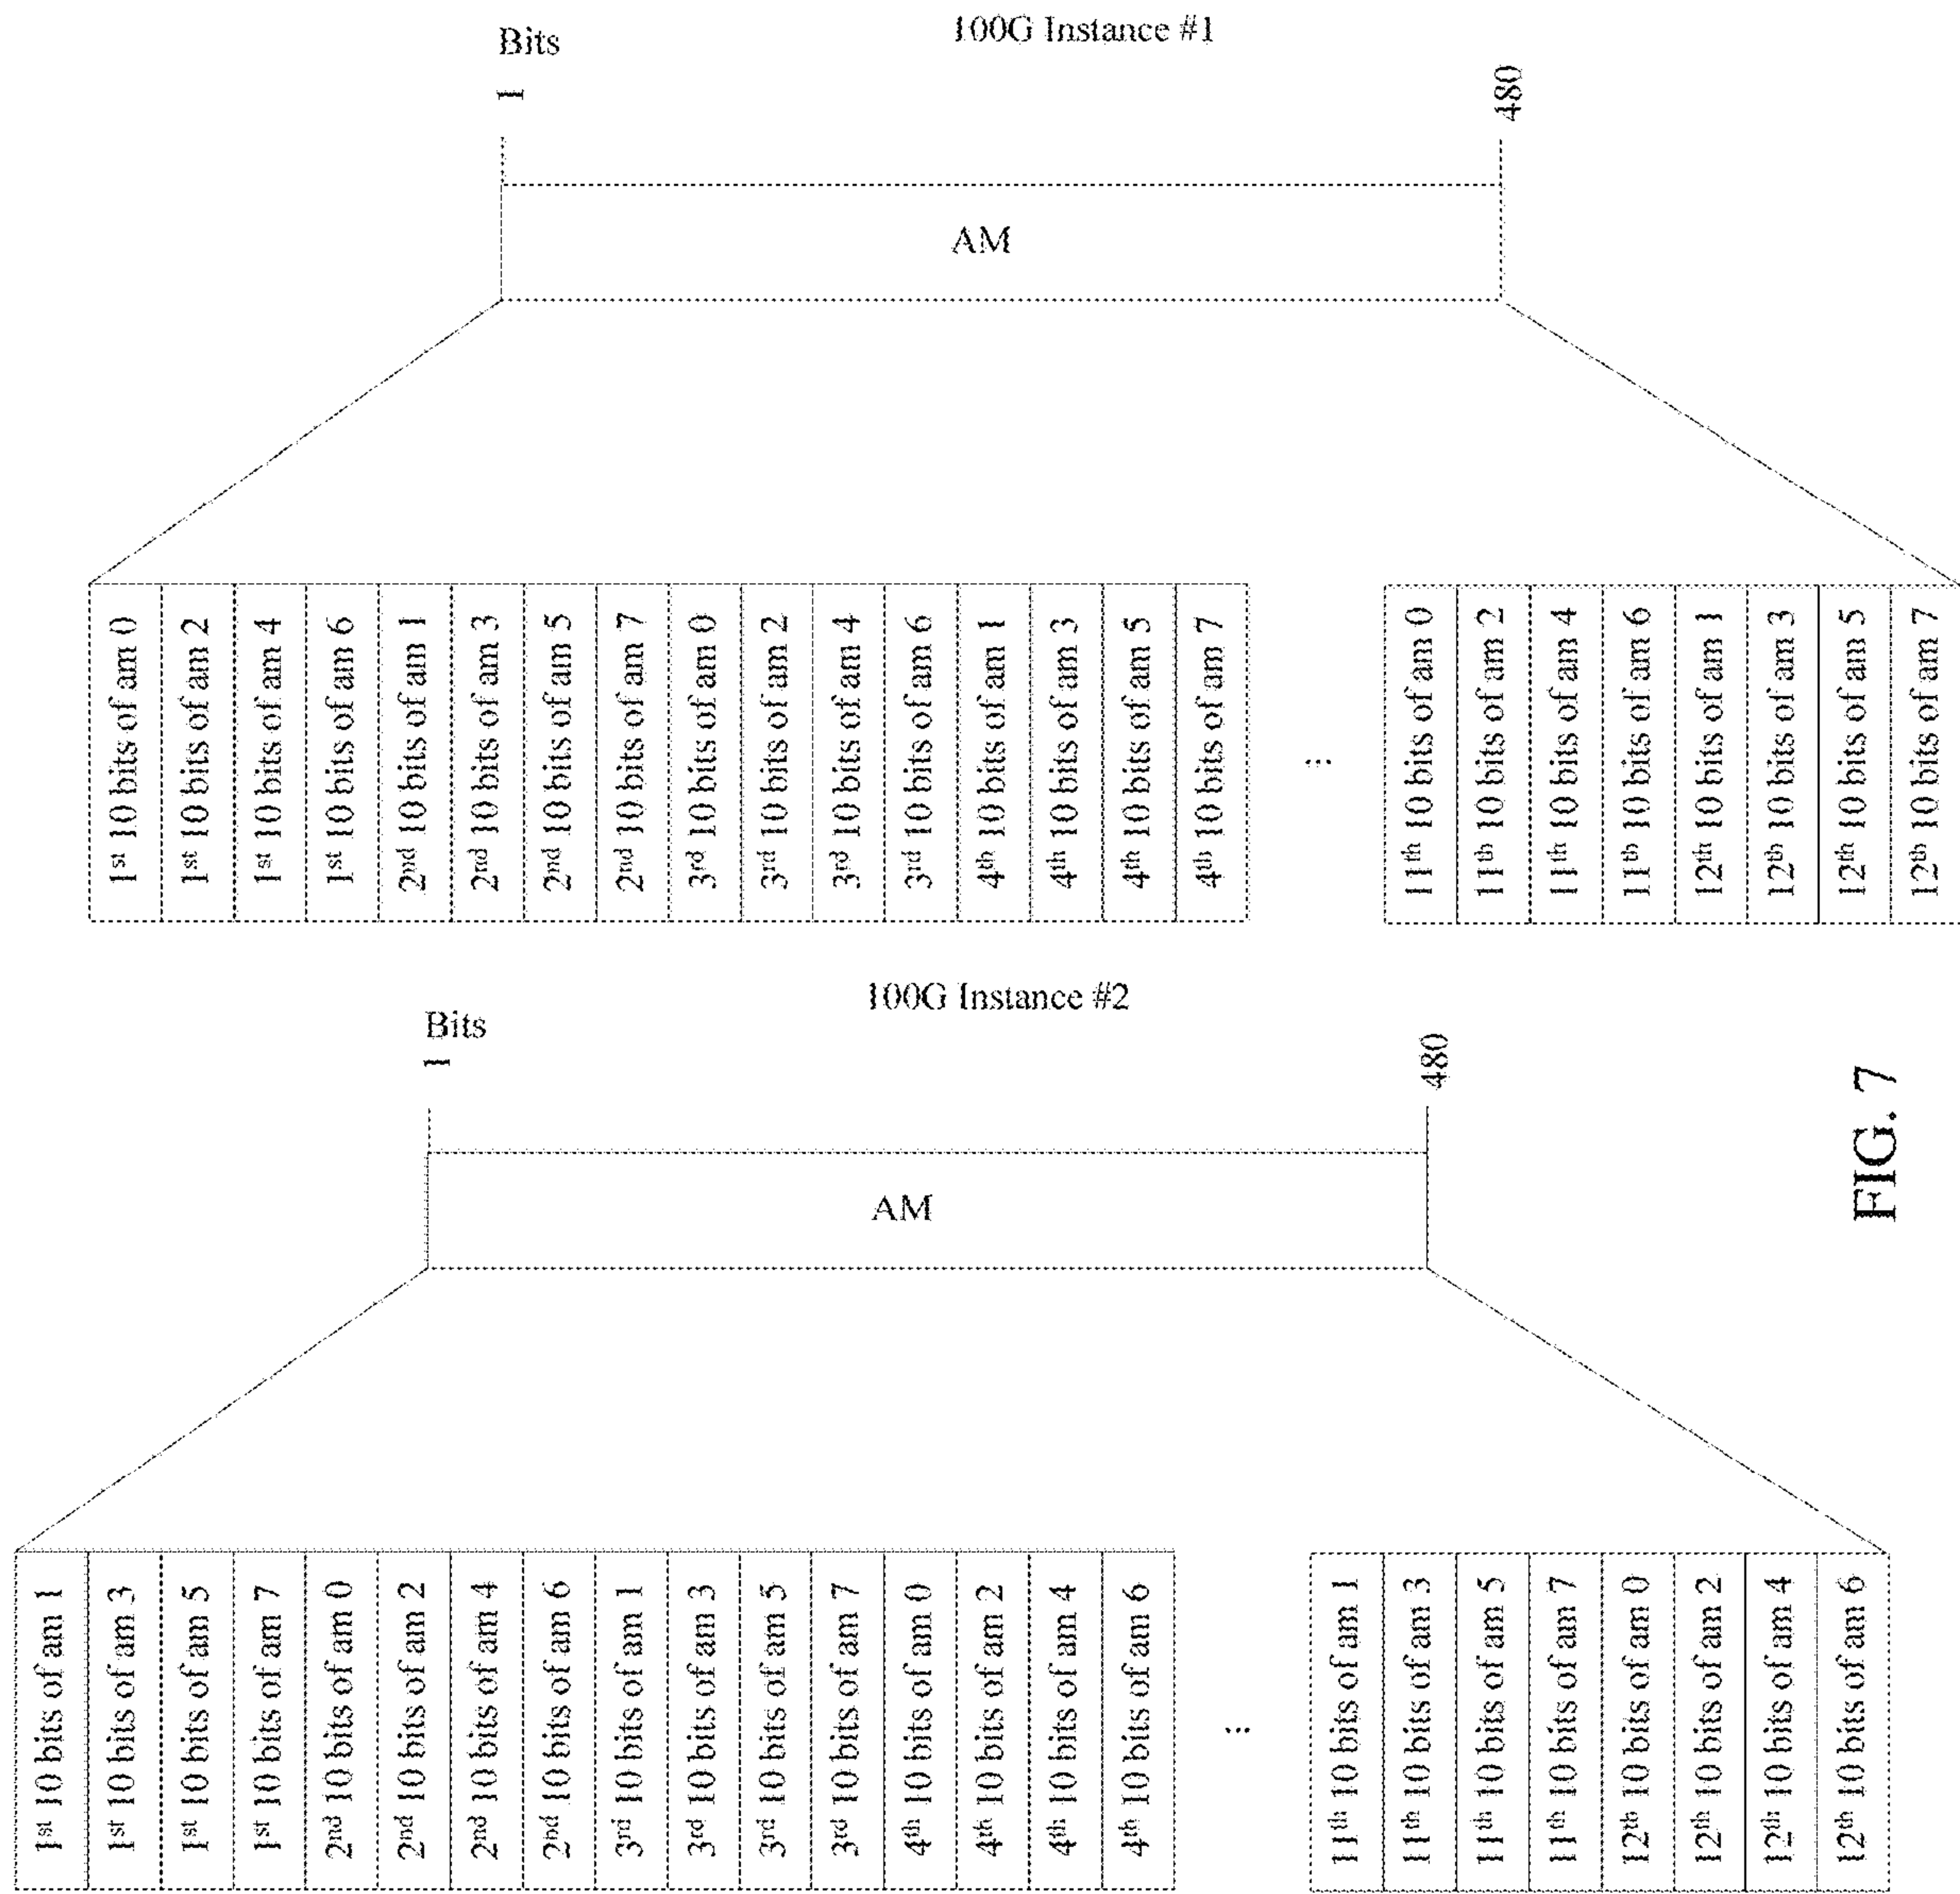 100G Instance #1
Bits
1
480
AM
1st 10 bits of am 0
1st 10 bits of am 2
1st 10 bits of am 4
1st 10 bits of am 6
2nd 10 bits of am 1
2nd 10 bits of am 3
2nd 10 bits of am 5
2nd 10 bits of am 7
3rd 10 bits of am 0
3rd 10 bits of am 2
3rd 10 bits of am 4
3rd 10 bits of am 6
4th 10 bits of am 1
4th 10 bits of am 3
4th 10 bits of am 5
4th 10 bits of am 7
...
11th 10 bits of am 0
11th 10 bits of am 2
11th 10 bits of am 4
11th 10 bits of am 6
12th 10 bits of am 1
12th 10 bits of am 3
12th 10 bits of am 5
12th 10 bits of am 7
100G Instance #2
Bits
1
480
AM
1st 10 bits of am 1
1st 10 bits of am 3
1st 10 bits of am 5
1st 10 bits of am 7
2nd 10 bits of am 0
2nd 10 bits of am 2
2nd 10 bits of am 4
2nd 10 bits of am 6
3rd 10 bits of am 1
3rd 10 bits of am 3
3rd 10 bits of am 5
3rd 10 bits of am 7
4th 10 bits of am 0
4th 10 bits of am 2
4th 10 bits of am 4
4th 10 bits of am 6
...
11th 10 bits of am 1
11th 10 bits of am 3
11th 10 bits of am 5
11th 10 bits of am 7
12th 10 bits of am 0
12th 10 bits of am 2
12th 10 bits of am 4
12th 10 bits of am 6
FIG. 7